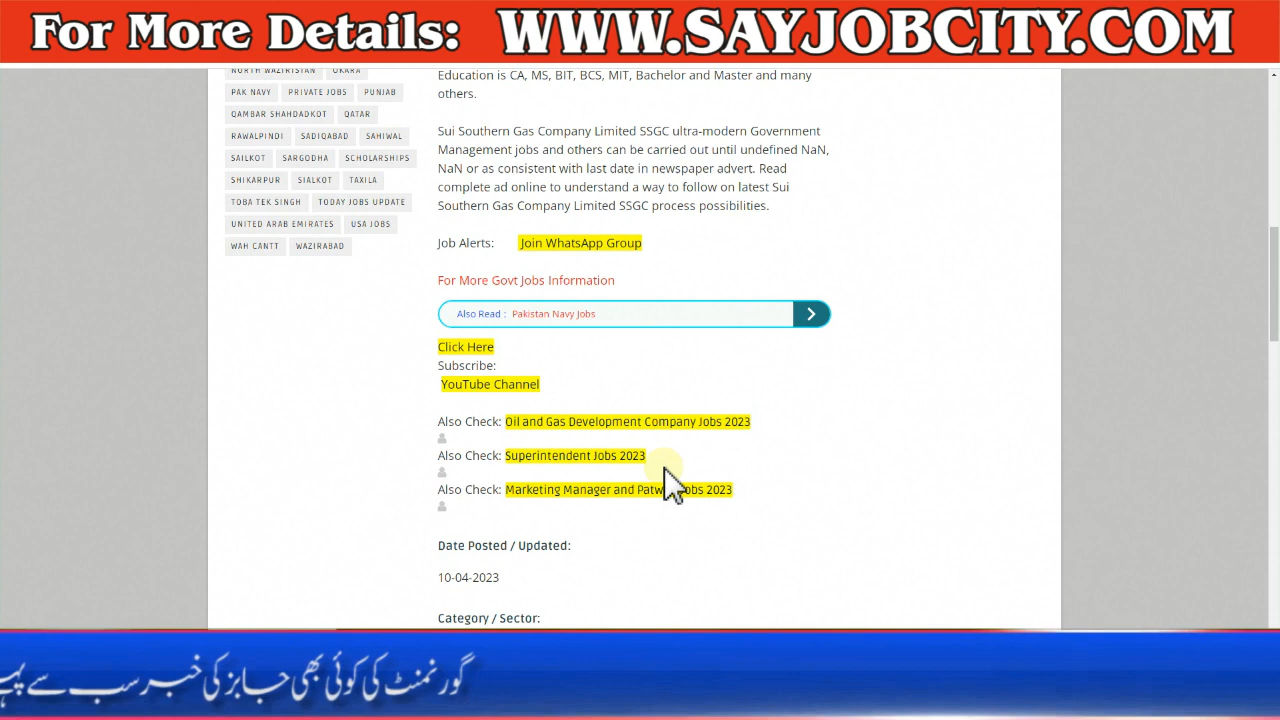 For More Details: WWW.SAYJOBCITY.COM
NORTH WAZIRISTAN OKARA
PAK NAVY PRIVATE JOBS PUNJAB
QAMBAR SHAHDADKOT QATAR
RAWALPINDI SADIQABAD SAHIWAL
SAILKOT SARGODHA SCHOLARSHIPS
SHIKARPUR SIALKOT TAXILA
TOBA TEK SINGH TODAY JOBS UPDATE
UNITED ARAB EMIRATES USA JOBS
WAH CANTT WAZIRABAD
Education is CA, MS, BIT, BCS, MIT, Bachelor and Master and many
others.
Sui Southern Gas Company Limited SSGC ultra-modern Government
Management jobs and others can be carried out until undefined NaN,
NaN or as consistent with last date in newspaper advert. Read
complete ad online to understand a way to follow on latest Sui
Southern Gas Company Limited SSGC process possibilities.
Job Alerts: Join WhatsApp Group
For More Govt Jobs Information
Also Read : Pakistan Navy Jobs
Click Here
Subscribe:
YouTube Channel
Also Check: Oil and Gas Development Company Jobs 2023
Also Check: Superintendent Jobs 2023
Also Check: Marketing Manager and 2023
Date Posted / Updated:
10-04-2023
Category / Sector:
گورنمنٹ کی کوئی بھی جابز کی خبر سب سے